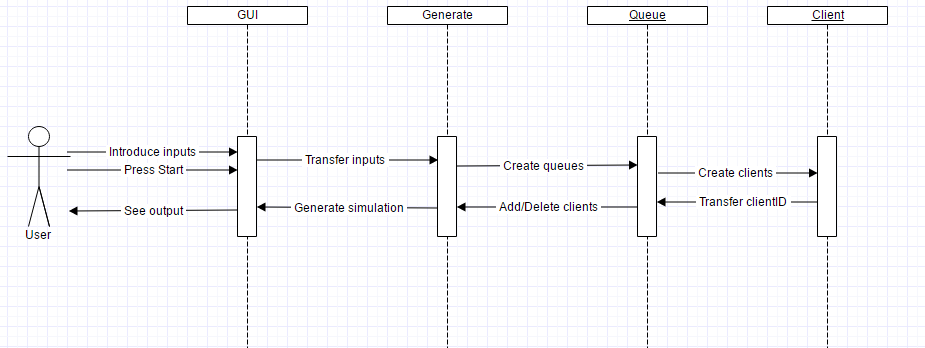 GUI
Generate
Queue
Client
Introduce inputs
Press Start
Transfer inputs
Create queues
Create clients
See output
Generate simulation
Add/Delete clients
Transfer clientID
User